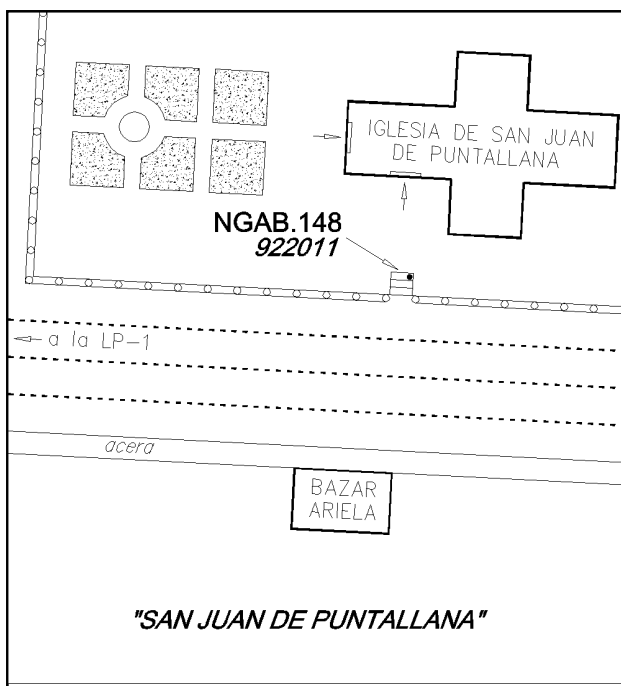 IGLESIA DE SAN JUAN
DE PUNTALLANA
NGAB.148
922011
a la LP-1
acera
BAZAR
ARIELA
"SAN JUAN DE PUNTALLANA"